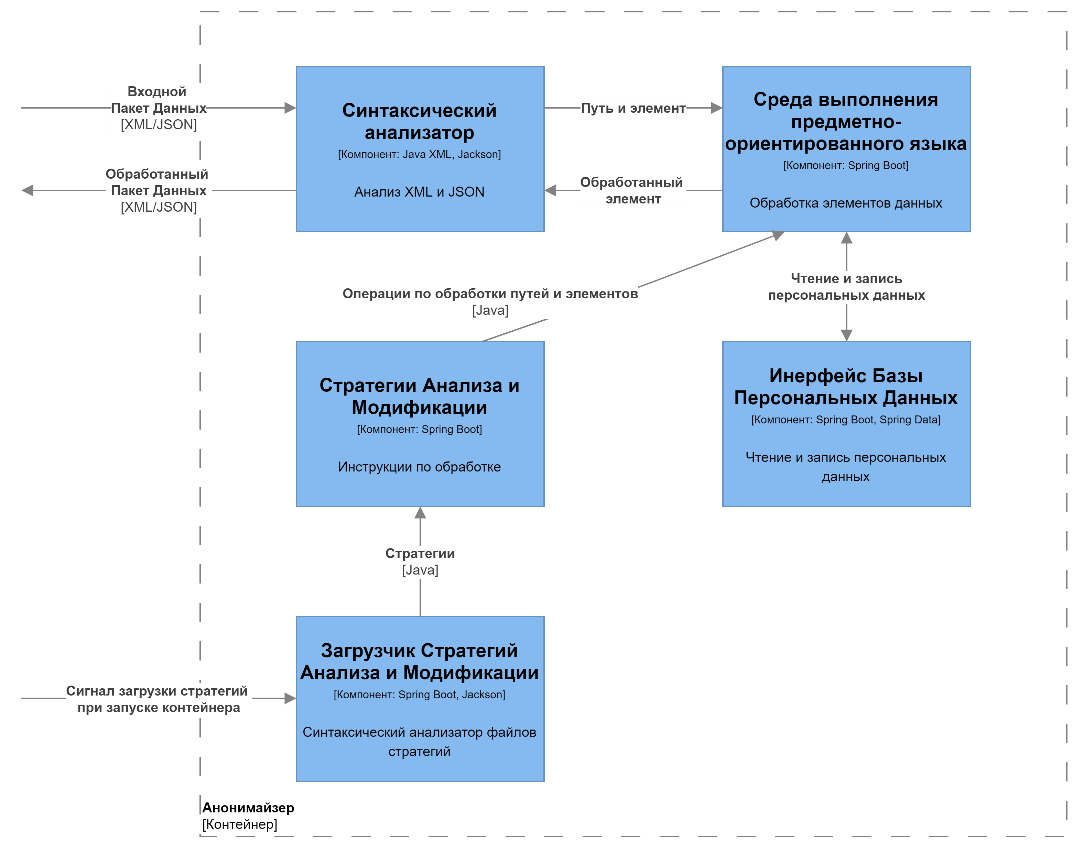 Входной
Пакет Данных
[XML/JSON]
Синтаксический
анализатор
[Компонент: Java XML, Jackson]
Анализ XML и JSON
Путь и элемент
Среда выполнения
предметно-
ориентированного языка
[Компонент: Spring Boot]
Обработка элементов данных
Обработанный
Пакет Данных
[XML/JSON]
Обработанный
элемент
Операции по обработки путей и элементов
[Java]
Чтение и запись
персональных данных
Стратегии Анализа и
Модификации
[Компонент: Spring Boot]
Инструкции по обработке
Инерфейс Базы
Персональных Данных
[Компонент: Spring Boot, Spring Data]
Чтение и запись персональных
данных
Стратегии
[Java]
Загрузчик Стратегий
Анализа и Модификации
[Компонент: Spring Boot, Jackson]
Синтаксический анализатор файлов
стратегий
Сигнал загрузки стратегий
при запуске контейнера
Анонимайзер
[Контейнер]